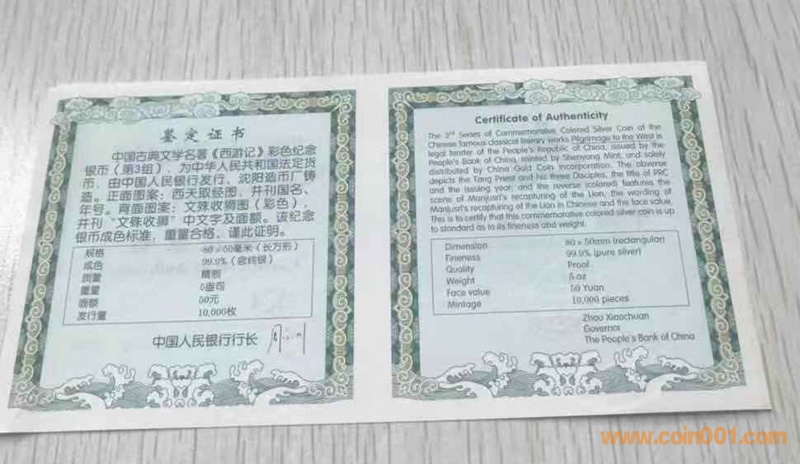 鉴定证书
中国古典文学名著《西游记》彩色纪念
银币（第3组），为中华人民共和国法定货
币，由中国人民银行发行，沈阳造币厂铸
造。正面图案：西天取经图，并刊国名、
年号。背面图案：文殊收狮图（彩色），
并刊“文殊收狮”中文字及面额。该纪念
银币成色标准，重量合格，谨此证明。
规格 80×50毫米（长方形）
成色 99.9%（含纯银）
质量 精制
重量 5盎司
面额 50元
发行量 10,000枚
中国人民银行行长
Certificate of Authenticity
The 3rd Series of Commemorative Colored Silver Coin of the
Chinese famous classical literary works Pilgrimage to the West is
legal tender of the People's Republic of China, issued by the
People's Bank of China, minted by Shenyang Mint, and solely
distributed by China Gold Coin Incorporation. The obverse
depicts the Tang Priest and his three Disciples, the title of PRC
and the issuing year, and the reverse (colored) features the
scene of Manjusri's recapturing of the Lion, the wording of
Manjusri's recapturing of the Lion in Chinese and the face value.
This is to certify that this commemorative colored silver coin is up
to standard as to its fineness abd weight.
Dimension 80 x 50mm (rectangular)
Fineness 99.9% (pure silver)
Quality Proof
Weight 5 oz
Face value 50 Yuan
Mintage 10,000 pieces
Zhou Xiaochuan
Governor
The People's Bank of China
www.coin001.com